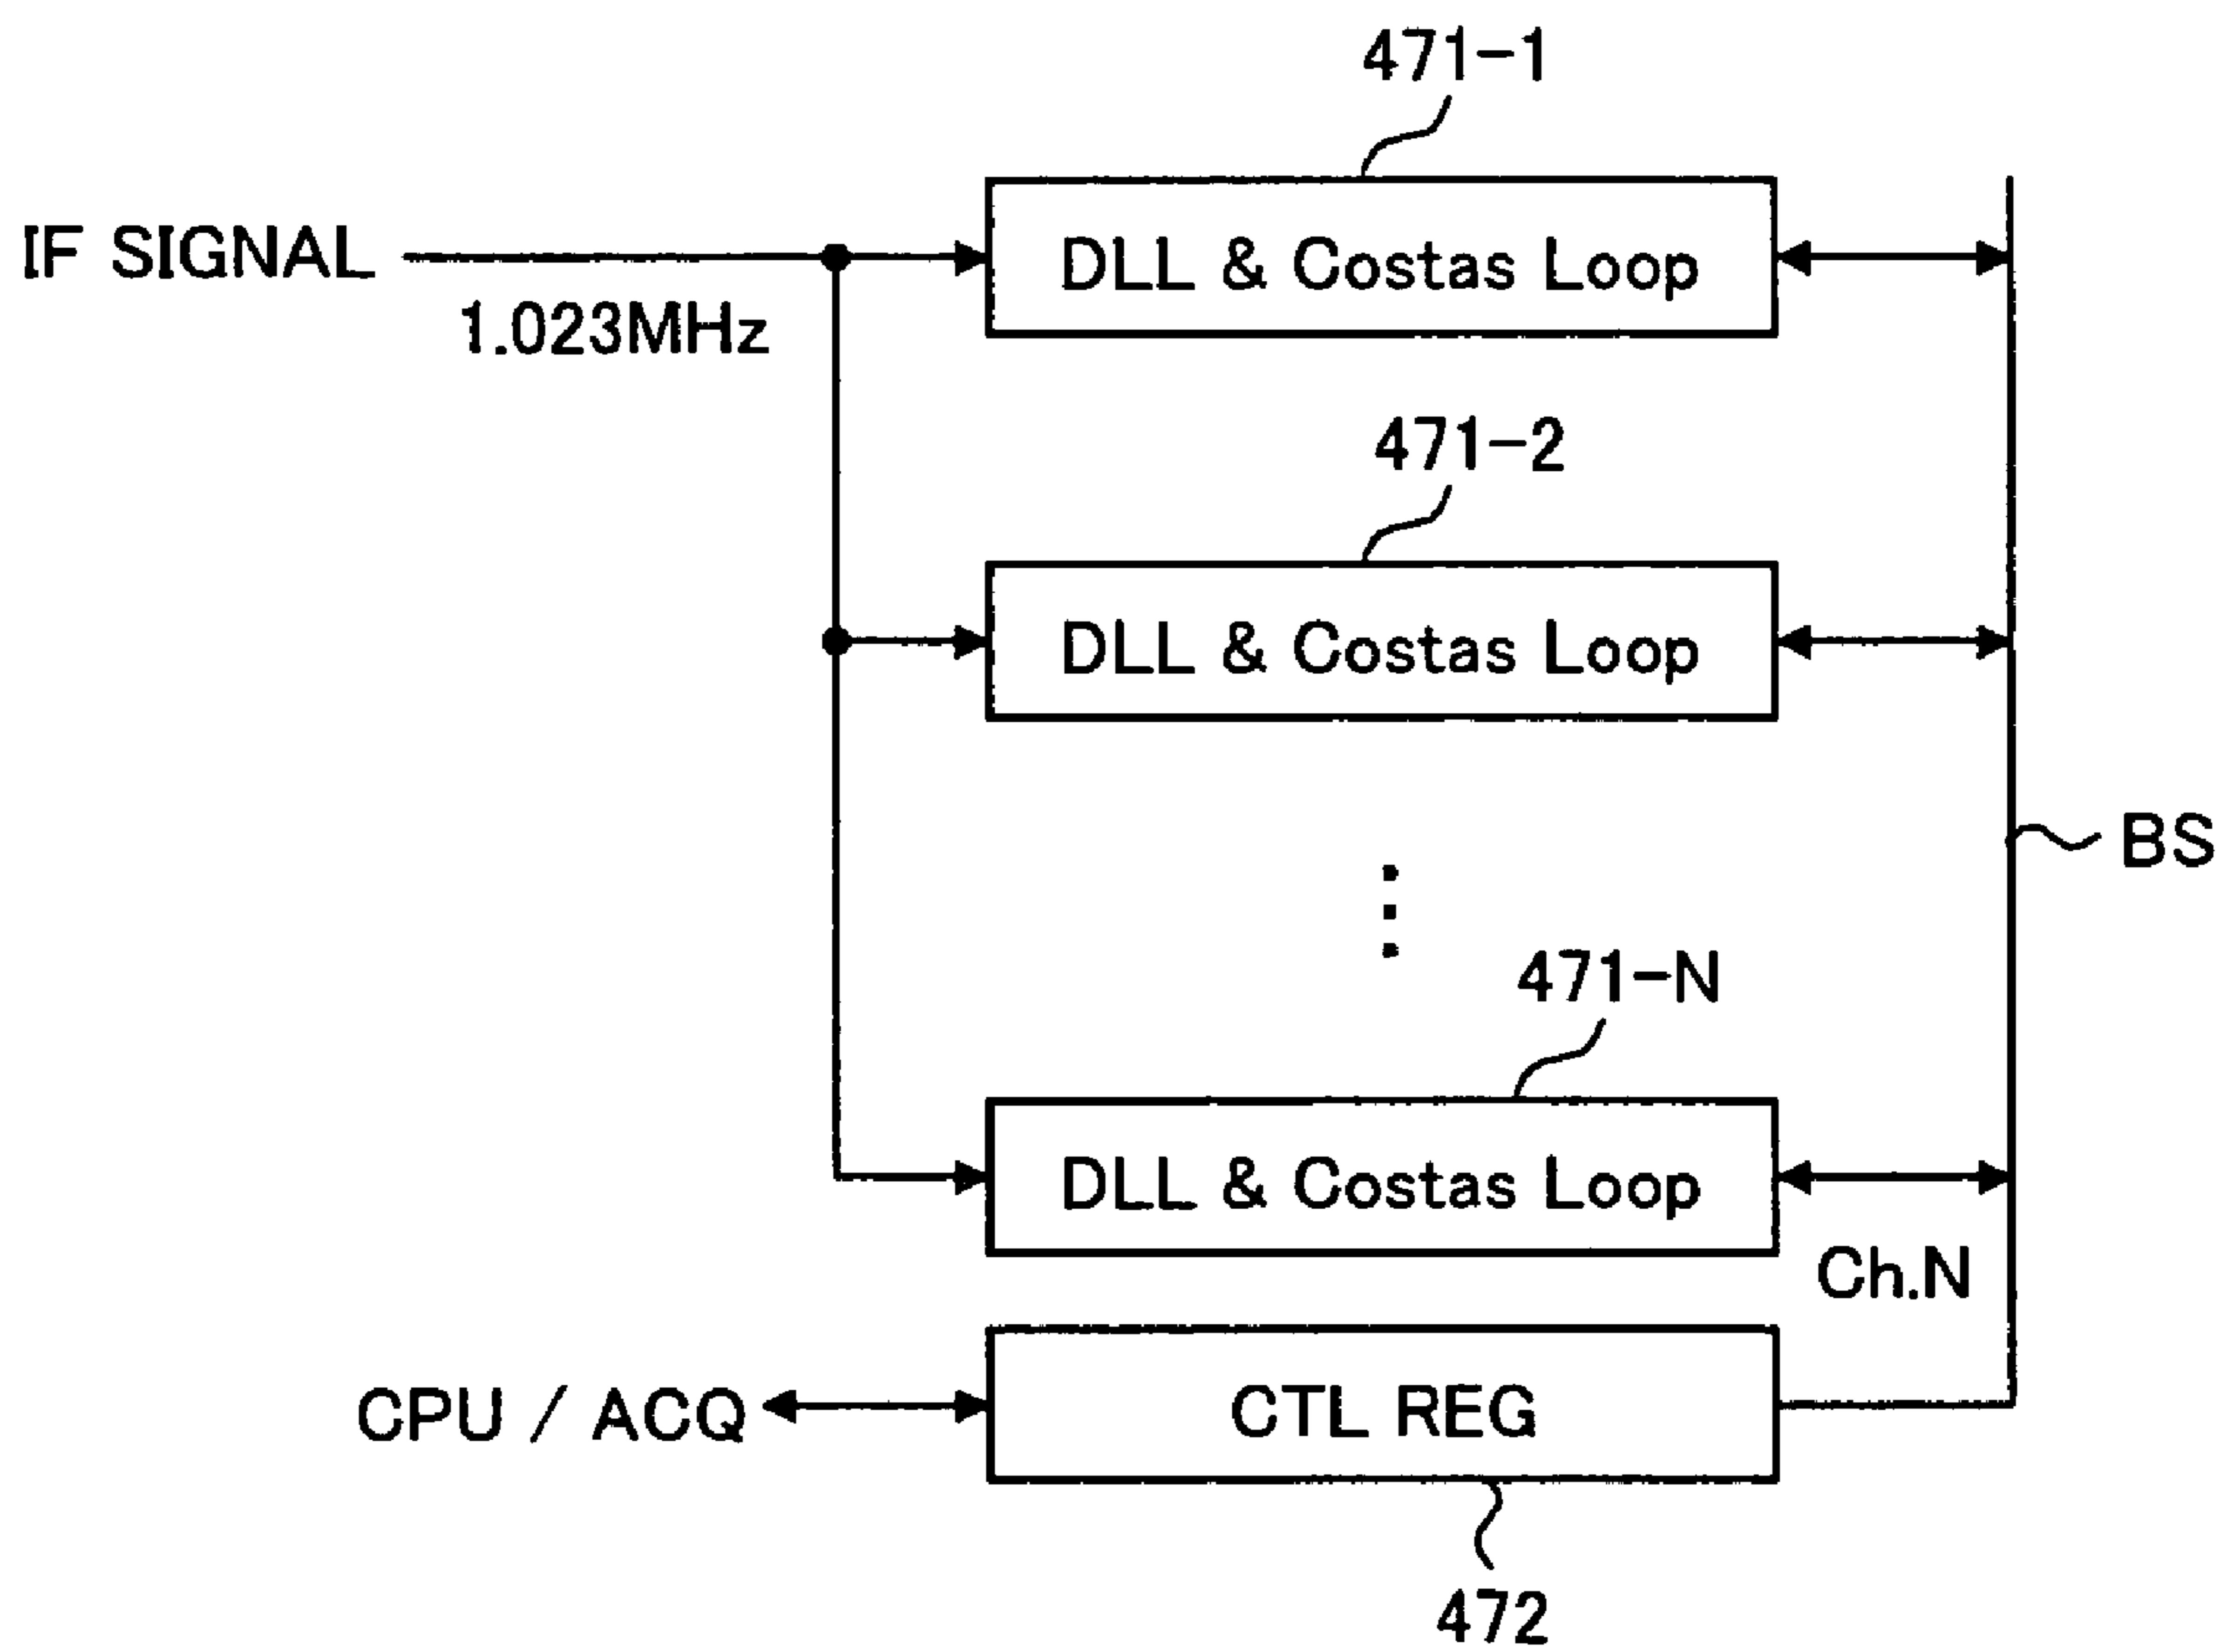 471-1
IF SIGNAL
1.023MHz
DLL & Costas Loop
471-2
DLL & Costas Loop
BS
471-N
DLL & Costas Loop
Ch.N
CPU / ACQ
CTL REG
472